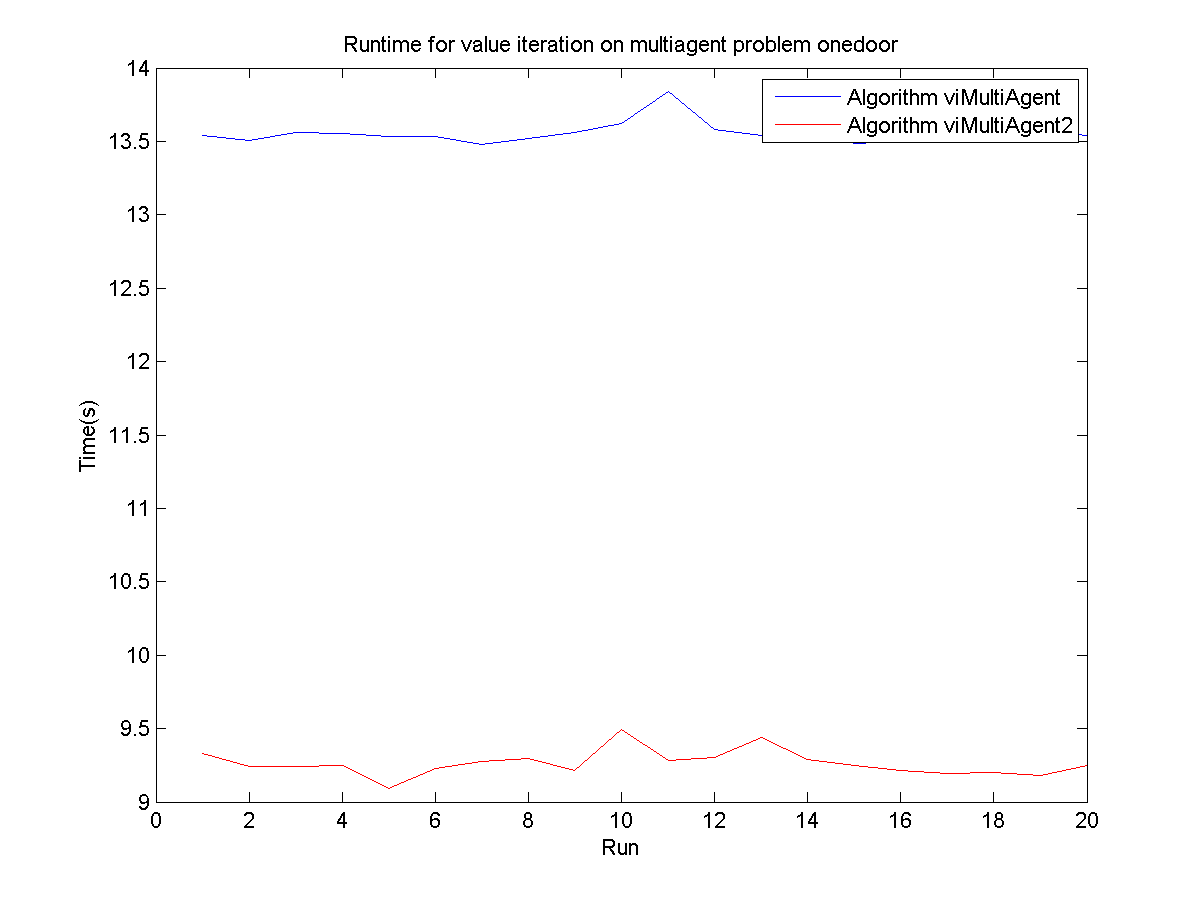 Runtime for value iteration on multiagent problem onedoor
14
13.5
13
12.5
12
11.5
11
10.5
10
9.5
9
Time(s)
Algorithm viMultiAgent
Algorithm viMultiAgent2
0 2 4 6 8 10 12 14 16 18 20
Run